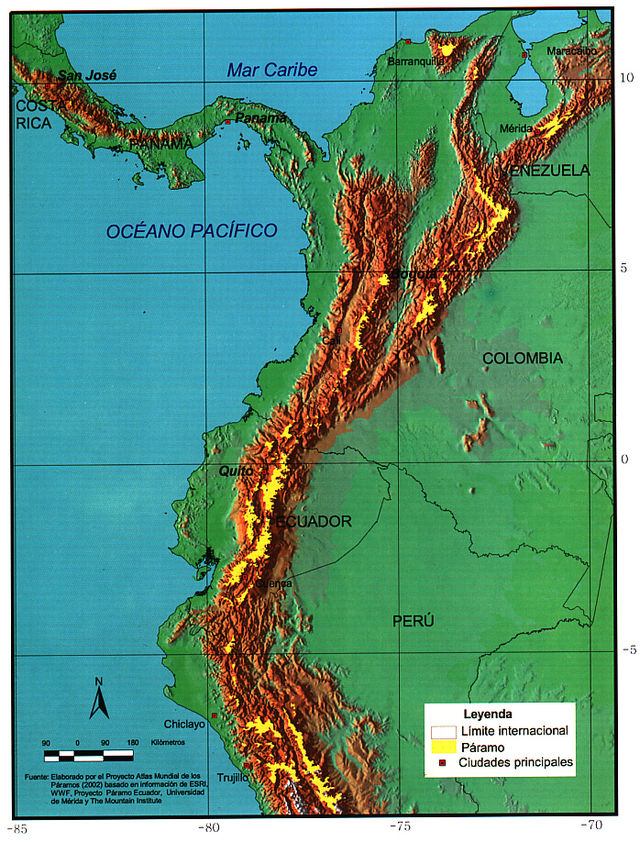 Maracaibo
Barranquilla
10
San José
Mar Caribe
COSTA
RICA
Panamá
PANAMÁ
Mérida
VENEZUELA
OCÉANO PACÍFICO
5
Bogotá
Cali
COLOMBIA
0
Quito
ECUADOR
Cuenca
PERÚ
-5
N
Chiclayo
Trujillo
90 0 90 180 Kilómetros
Fuente: Elaborado por el Proyecto Atlas Mundial de los
Páramos (2002) basado en información de ESRI,
WWF, Proyecto Páramo Ecuador, Universidad
de Mérida y The Mountain Institute
Leyenda
Límite internacional
Páramo
Ciudades principales
-85 -80 -75 -70